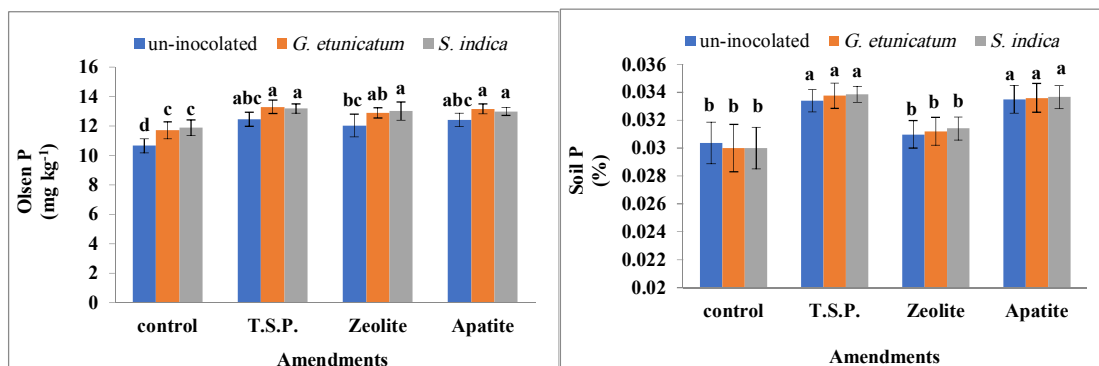 un-inocolated G. etunicatum S. indica
16
14
12
10
8
6
4
2
0
Olsen P
(mg kg-1)
d c c abc a a bc ab a abc a a
control T.S.P. Zeolite Apatite
Amendments
un-inocolated G. etunicatum S. indica
0.036
0.034
0.032
0.03
0.028
0.026
0.024
0.022
0.02
Soil P
(%)
b b b a a a b b b a a a
control T.S.P. Zeolite Apatite
Amendments